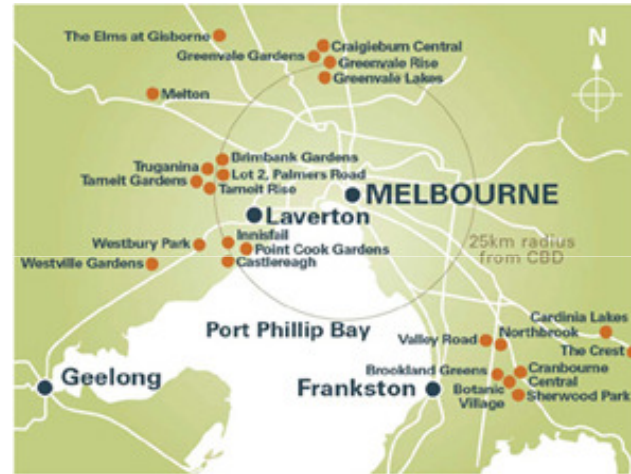 The Elms at Gisborne
Craigieburn Central
Greenvale Gardens
Greenvale Rise
Greenvale Lakes
N
Melton
Brimbank Gardens
Truganina
Lot 2, Palmers Road
Tarneit Gardens
Tarneit Rise
MELBOURNE
Laverton
Innisfail
Westbury Park
Point Cook Gardens
25km radius
from CBD
Westville Gardens
Castlereagh
Cardinia Lakes
Port Phillip Bay
Valley Road
Northbrook
The Crest
Geelong
Brookland Greens
Cranbourne
Central
Frankston
Botanic
Village
Sherwood Park